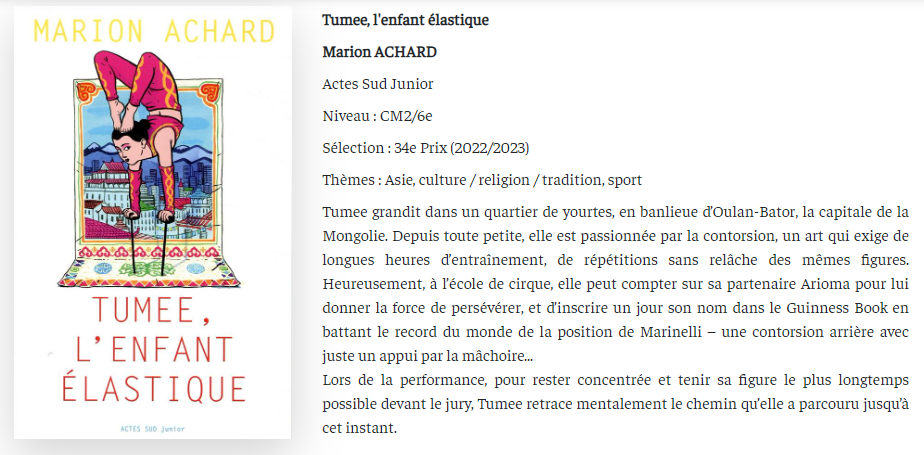 MARION ACHARD
TUMEE,
L'ENFANT
ÉLASTIQUE
ACTES SUD junior
Tumee, l'enfant élastique
Marion ACHARD
Actes Sud Junior
Niveau : CM2/6e
Sélection : 34e Prix (2022/2023)
Thèmes : Asie, culture / religion / tradition, sport
Tumee grandit dans un quartier de yourtes, en banlieue d'Oulan-Bator, la capitale de la
Mongolie. Depuis toute petite, elle est passionnée par la contorsion, un art qui exige de
longues heures d'entraînement, de répétitions sans relâche des mêmes figures.
Heureusement, à l'école de cirque, elle peut compter sur sa partenaire Arioma pour lui
donner la force de persévérer, et d'inscrire un jour son nom dans le Guinness Book en
battant le record du monde de la position de Marinelli – une contorsion arrière avec
juste un appui par la mâchoire...
Lors de la performance, pour rester concentrée et tenir sa figure le plus longtemps
possible devant le jury, Tumee retrace mentalement le chemin qu'elle a parcouru jusqu'à
cet instant.